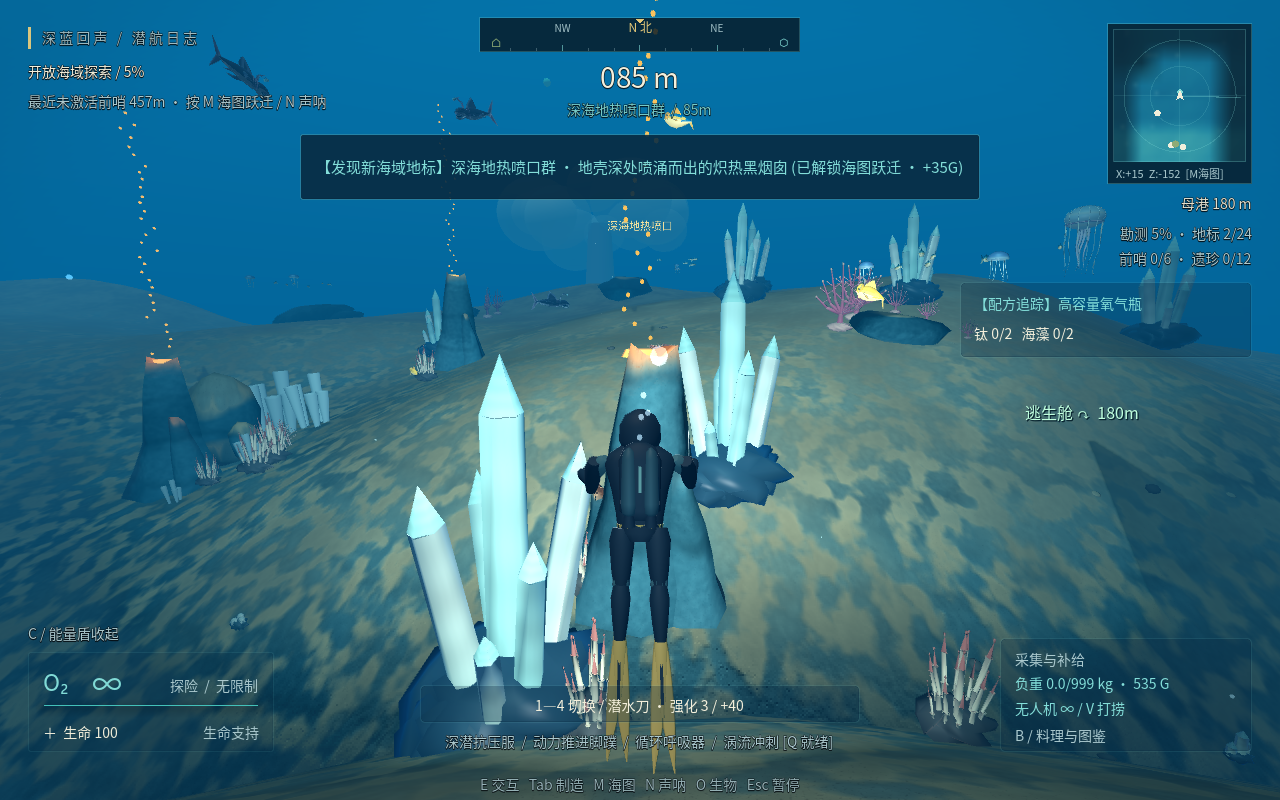 深蓝回声 / 潜航日志
开放海域探索 / 5%
最近未激活前哨 457m · 按 M 海图跃迁 / N 声呐
NW N 北 NE
085 m
深海地热喷口群 / 85m
【发现新海域地标】深海地热喷口群 · 地壳深处喷涌而出的炽热黑烟囱 (已解锁海图跃迁 · +35G)
深海地热喷口
X:+15 Z:-152 [M海图]
母港 180 m
勘测 5% · 地标 2/24
前哨 0/6 · 遗珍 0/12
【配方追踪】高容量氧气瓶
钛 0/2 海藻 0/2
逃生舱 ↷ 180m
C / 能量盾收起
O₂ ∞ 探险 / 无限制
+ 生命 100 生命支持
1—4 切换 / 潜水刀 · 强化 3 / +40
深潜抗压服 / 动力推进脚蹼 / 循环呼吸器 / 涡流冲刺 [Q 就绪]
E 交互 Tab 制造 M 海图 N 声呐 O 生物 Esc 暂停
采集与补给
负重 0.0/999 kg · 535 G
无人机 ∞ / V 打捞
B / 料理与图鉴